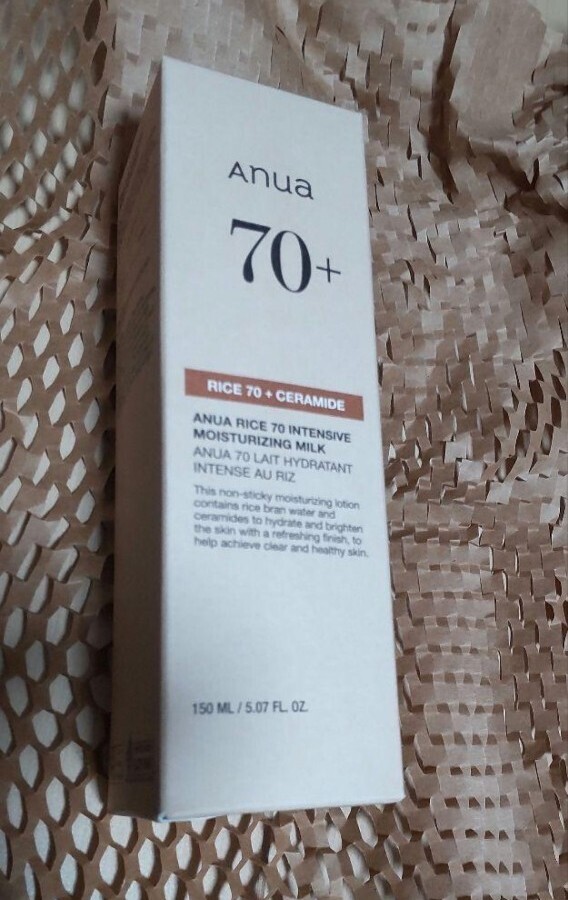 Anua
70+
RICE 70 + CERAMIDE
ANUA RICE 70 INTENSIVE
MOISTURIZING MILK
ANUA 70 LAIT HYDRATANT
INTENSE AU RIZ
This non-sticky moisturizing lotion
contains rice bran water and
ceramides to hydrate and brighten
the skin with a refreshing finish, to
help achieve clear and healthy skin.
150 ML / 5.07 FL. OZ.